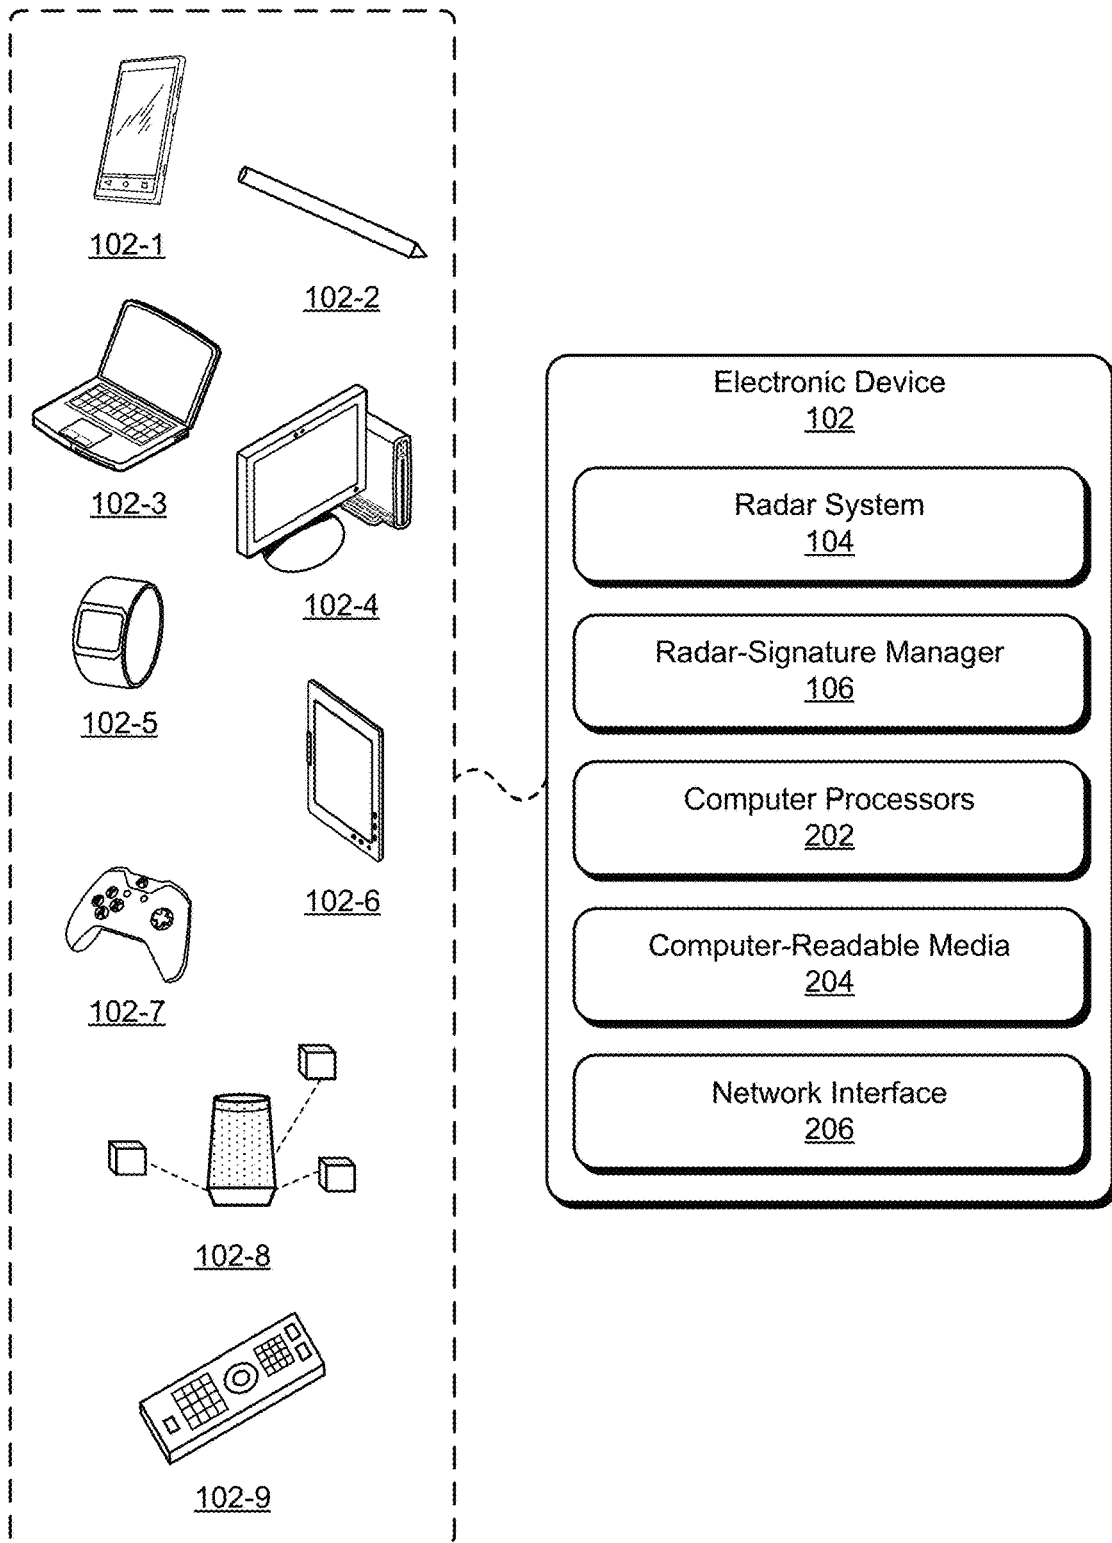 102-1
102-2
102-3
102-4
102-5
102-6
102-7
102-8
102-9
Electronic Device
102
Radar System
104
Radar-Signature Manager
106
Computer Processors
202
Computer-Readable Media
204
Network Interface
206